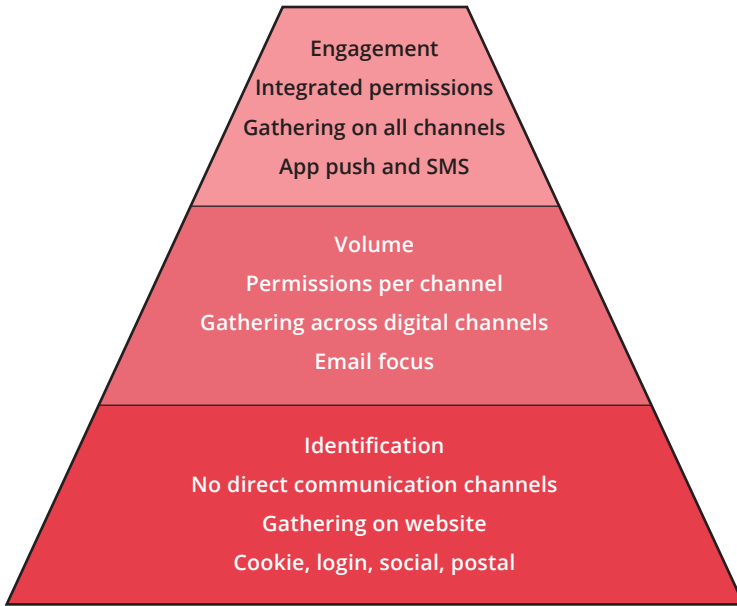 Engagement
Integrated permissions
Gathering on all channels
App push and SMS
Volume
Permissions per channel
Gathering across digital channels
Email focus
Identification
No direct communication channels
Gathering on website
Cookie, login, social, postal